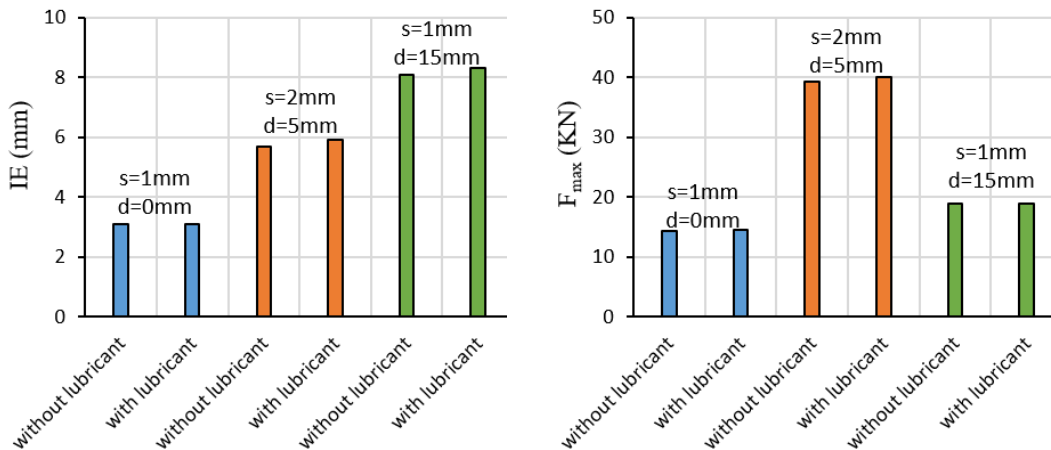 IE (mm)
10
8
6
4
2
0
s=1mm
d=0mm
s=2mm
d=5mm
s=1mm
d=15mm
without lubricant
with lubricant
without lubricant
with lubricant
without lubricant
with lubricant
Fmax (KN)
50
40
30
20
10
0
s=1mm
d=0mm
s=2mm
d=5mm
s=1mm
d=15mm
without lubricant
with lubricant
without lubricant
with lubricant
without lubricant
with lubricant